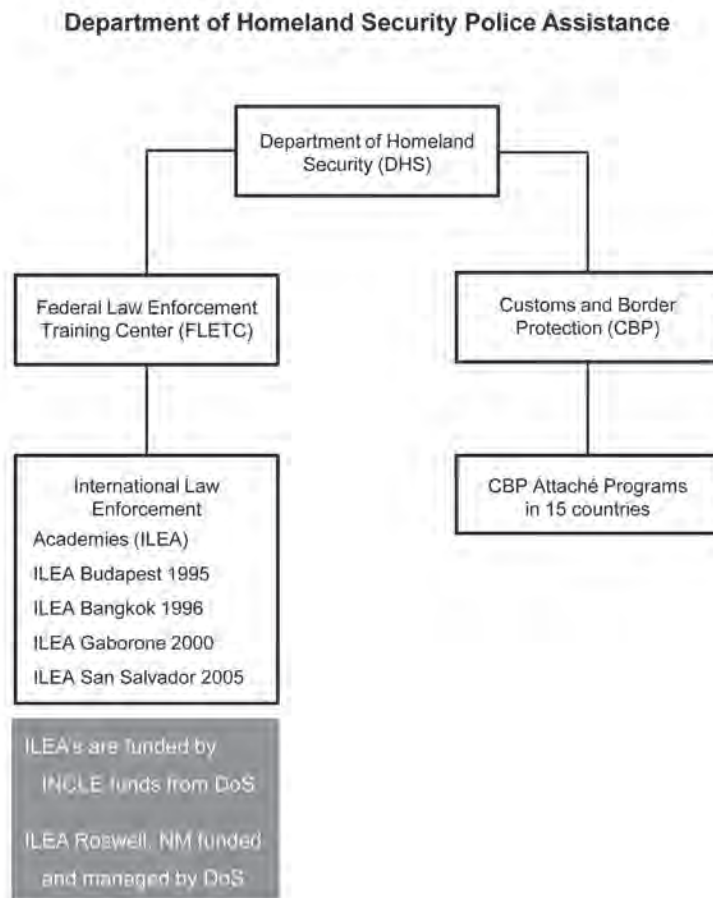 Department of Homeland Security Police Assistance
Department of Homeland
Security (DHS)
Federal Law Enforcement
Training Center (FLETC)
Customs and Border
Protection (CBP)
International Law
Enforcement
Academies (ILEA)
ILEA Budapest 1995
ILEA Bangkok 1996
ILEA Gaborone 2000
ILEA San Salvador 2005
CBP Attaché Programs
in 15 countries
ILEA's are funded by
INCLE funds from DoS
ILEA Roswell, NM funded
and managed by DoS